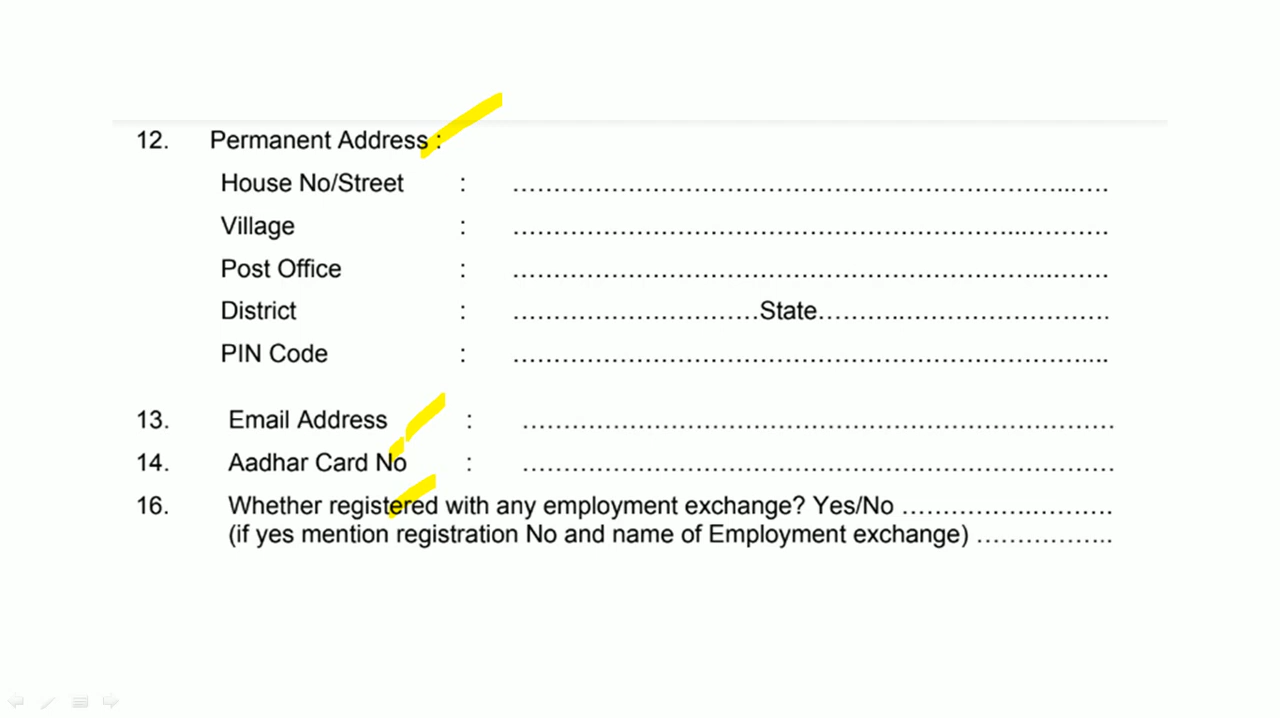 12. Permanent Address :
House No/Street : ……………………………………………………………...….
Village : ……………………………………………………...……….
Post Office : ………………………………………………………...…….
District : …………………………State………..…………………….
PIN Code : …………………………………………………………………....
13. Email Address : ………………………………………………………………….
14. Aadhar Card No : ………………………………………………………………….
16. Whether registered with any employment exchange? Yes/No …………….……….
(if yes mention registration No and name of Employment exchange) ……………..